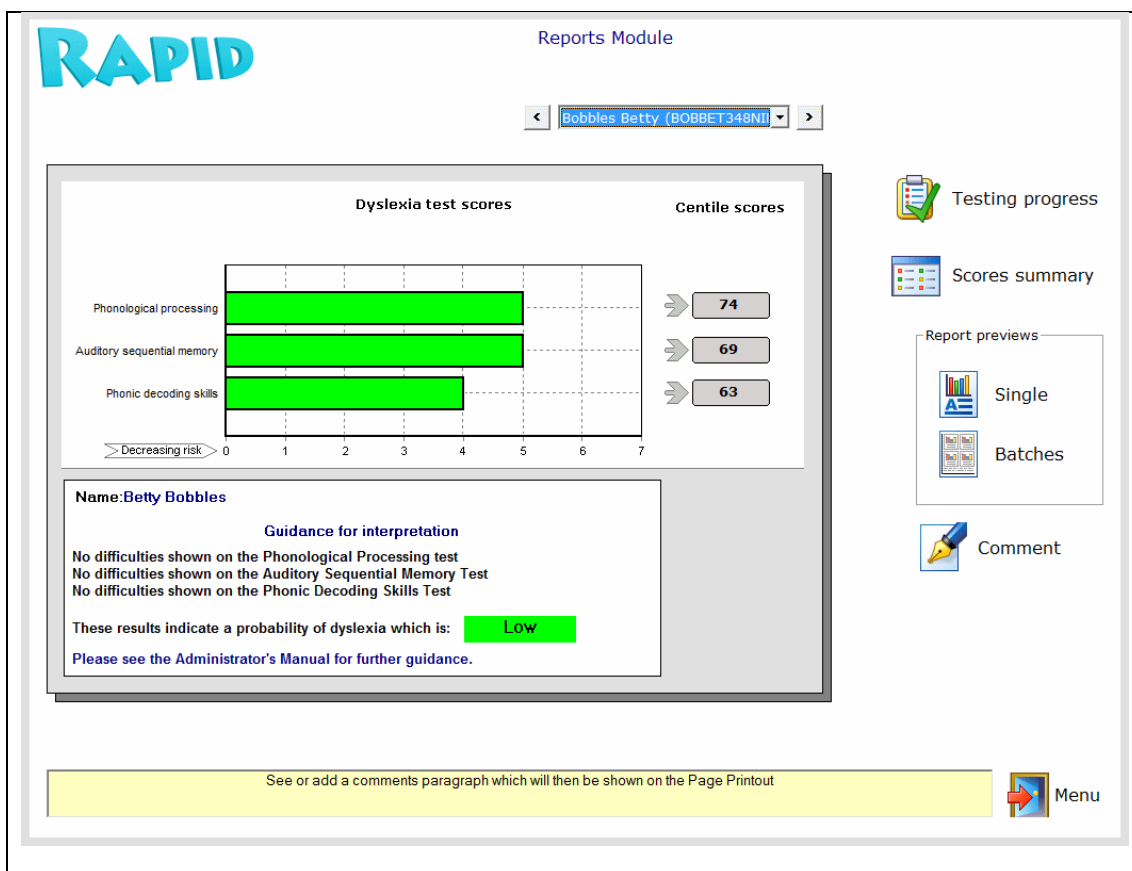 RAPID
Reports Module
< Bobbles Betty (BOBBET348NI >
Dyslexia test scores
Centile scores
Phonological processing
74
Auditory sequential memory
69
Phonic decoding skills
63
Decreasing risk
0 1 2 3 4 5 6 7
Name:Betty Bobbles
Guidance for interpretation
No difficulties shown on the Phonological Processing test
No difficulties shown on the Auditory Sequential Memory Test
No difficulties shown on the Phonic Decoding Skills Test
These results indicate a probability of dyslexia which is: Low
Please see the Administrator's Manual for further guidance.
Testing progress
Scores summary
Report previews
Single
Batches
Comment
See or add a comments paragraph which will then be shown on the Page Printout
Menu